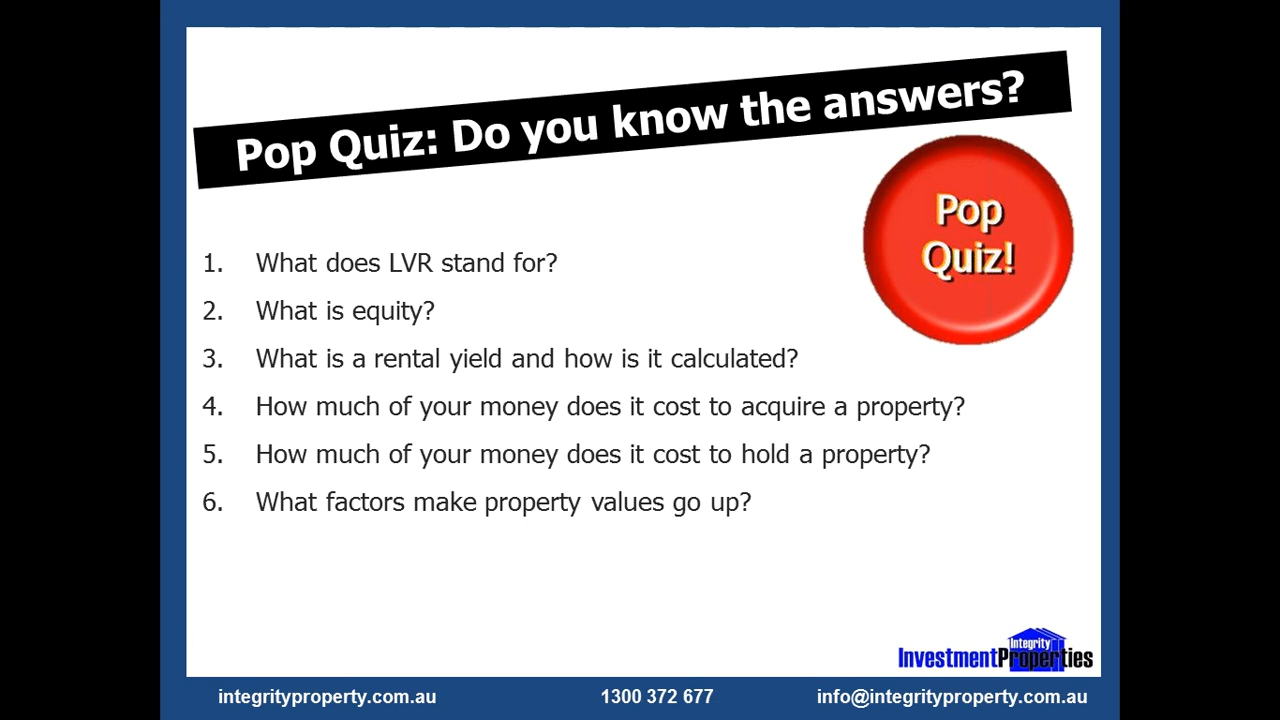 Pop Quiz: Do you know the answers?
Pop
Quiz!
1. What does LVR stand for?
2. What is equity?
3. What is a rental yield and how is it calculated?
4. How much of your money does it cost to acquire a property?
5. How much of your money does it cost to hold a property?
6. What factors make property values go up?
Integrity
InvestmentProperties
integrityproperty.com.au 1300 372 677 info@integrityproperty.com.au